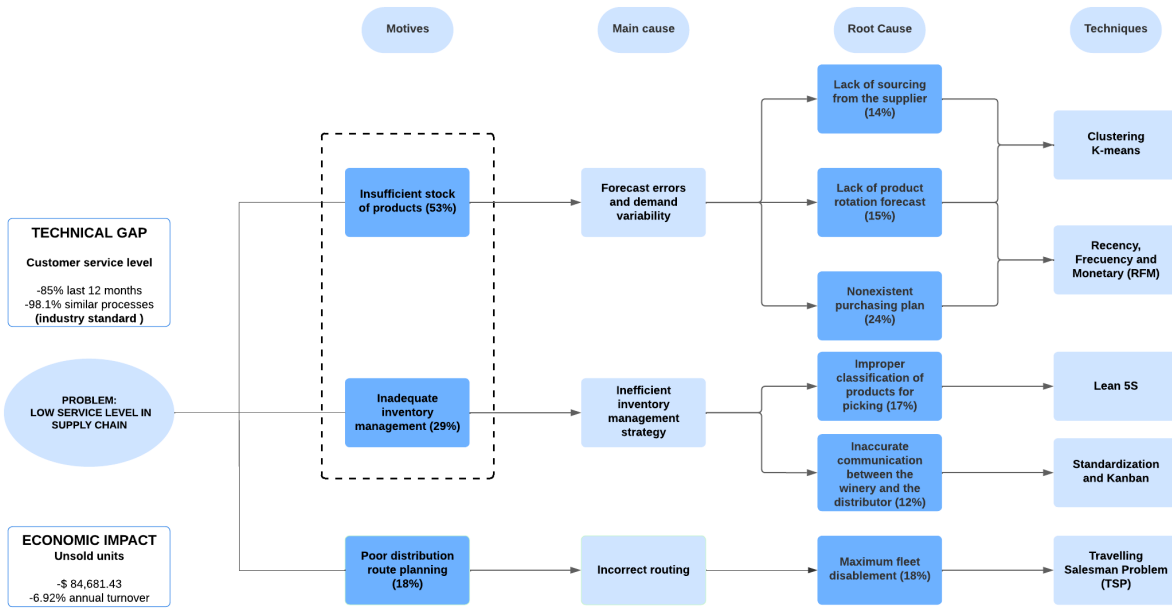 Motives
Main cause
Root Cause
Techniques
Lack of sourcing
from the supplier
(14%)
Clustering
K-means
Insufficient stock
of products (53%)
Forecast errors
and demand
variability
Lack of product
rotation forecast
(15%)
TECHNICAL GAP
Customer service level
-85% last 12 months
-98.1% similar processes
(industry standard )
Recency,
Frecuency and
Monetary (RFM)
Nonexistent
purchasing plan
(24%)
PROBLEM:
LOW SERVICE LEVEL IN
SUPPLY CHAIN
Inadequate
inventory
management (29%)
Inefficient
inventory
management
strategy
Improper
classification of
products for
picking (17%)
Lean 5S
Inaccurate
communication
between the
winery and the
distributor (12%)
Standardization
and Kanban
ECONOMIC IMPACT
Unsold units
-$ 84,681.43
-6.92% annual turnover
Poor distribution
route planning
(18%)
Incorrect routing
Maximum fleet
disablement (18%)
Travelling
Salesman Problem
(TSP)